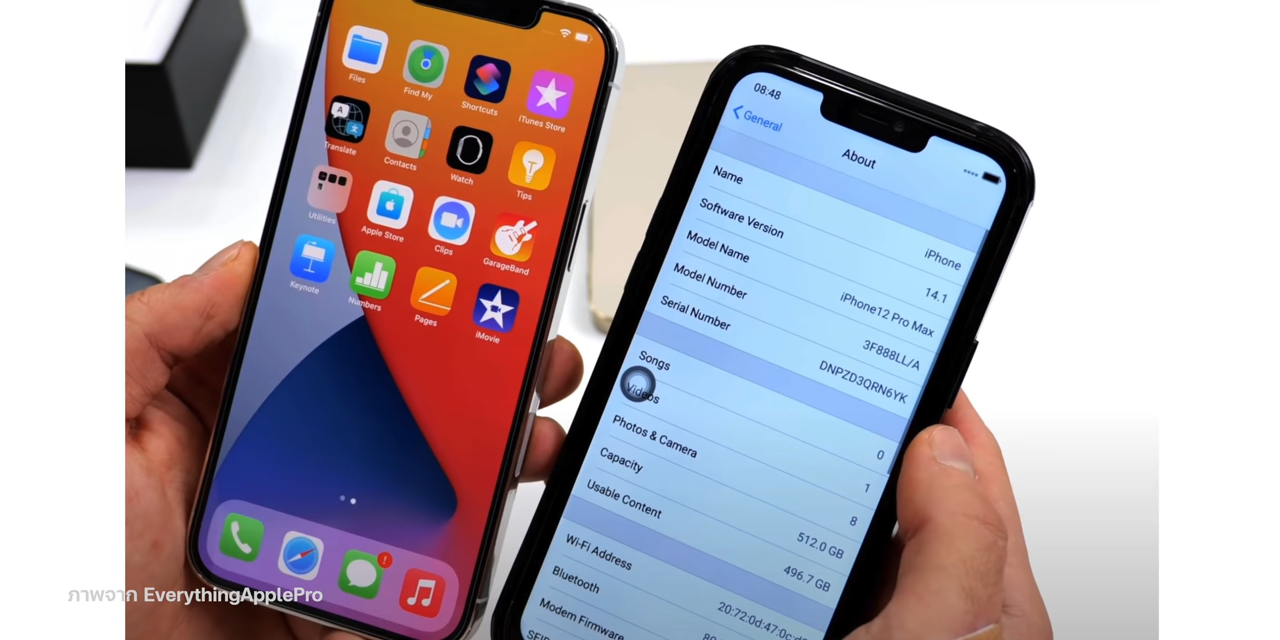 Files
Find My
Shortcuts
iTunes Store
Translate
Contacts
Watch
Tips
Utilities
Apple Store
Clips
GarageBand
Keynote
Numbers
Pages
iMovie
08:48
General
About
Name
iPhone
Software Version
14.1
Model Name
iPhone12 Pro Max
Model Number
3F888LL/A
Serial Number
DNPZD3QRN6YK
Songs
0
Videos
1
Photos & Camera
8
Capacity
512.0 GB
Usable Content
496.7 GB
Wi-Fi Address
Bluetooth
Modem Firmware
ภาพจาก EverythingApplePro